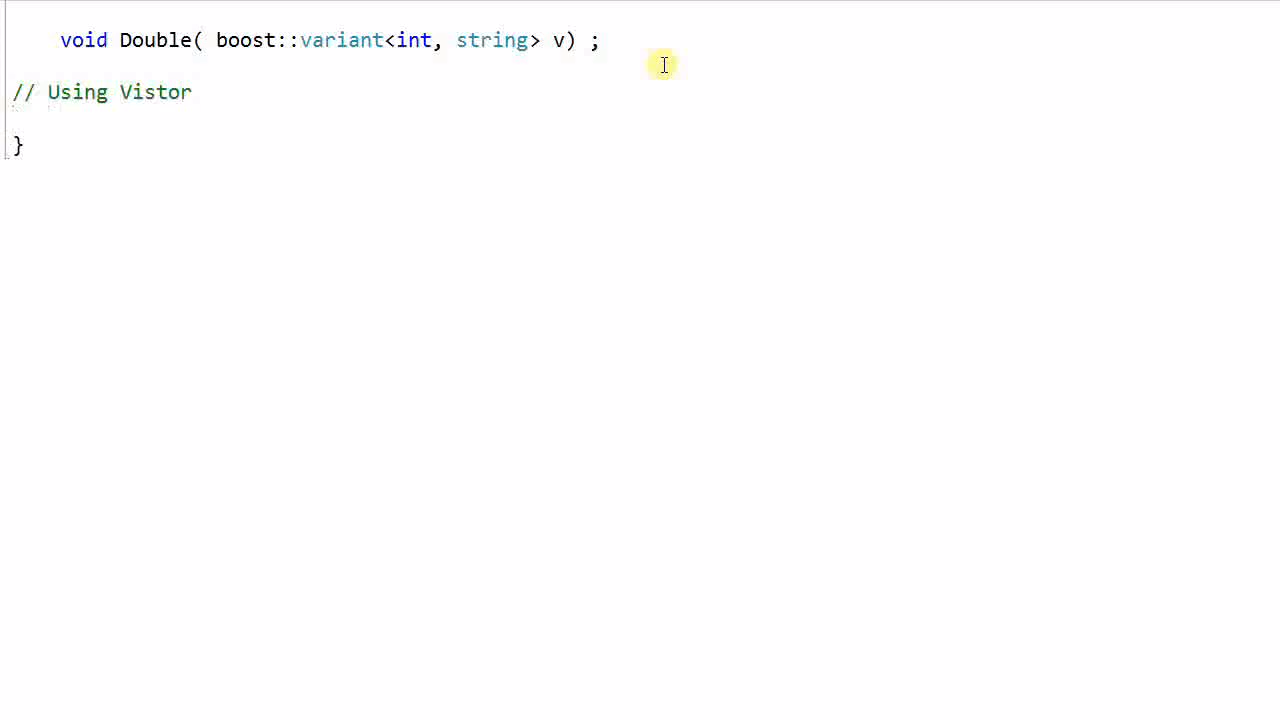 void Double( boost::variant<int, string> v) ;
// Using Vistor
}